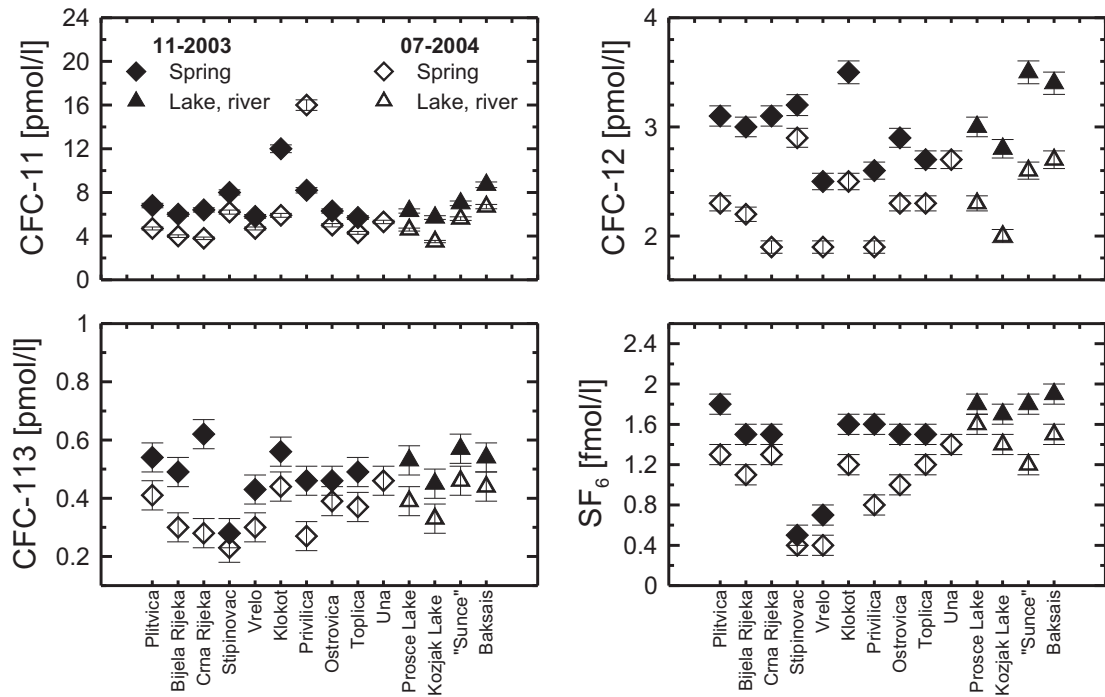 CFC-11 [pmol/l]
24
20
16
12
8
4
0
11-2003
Spring
Lake, river
07-2004
Spring
Lake, river
CFC-12 [pmol/l]
4
3
2
CFC-113 [pmol/l]
1
0.8
0.6
0.4
0.2
Plitvica
Bijela Rijeka
Crna Rijeka
Stipinovac
Vrelo
Klokot
Privilica
Ostrovica
Toplica
Una
Prosce Lake
Kozjak Lake
"Sunce"
Baksais
SF6 [fmol/l]
2.4
2
1.6
1.2
0.8
0.4
0
Plitvica
Bijela Rijeka
Crna Rijeka
Stipinovac
Vrelo
Klokot
Privilica
Ostrovica
Toplica
Una
Prosce Lake
Kozjak Lake
"Sunce"
Baksais